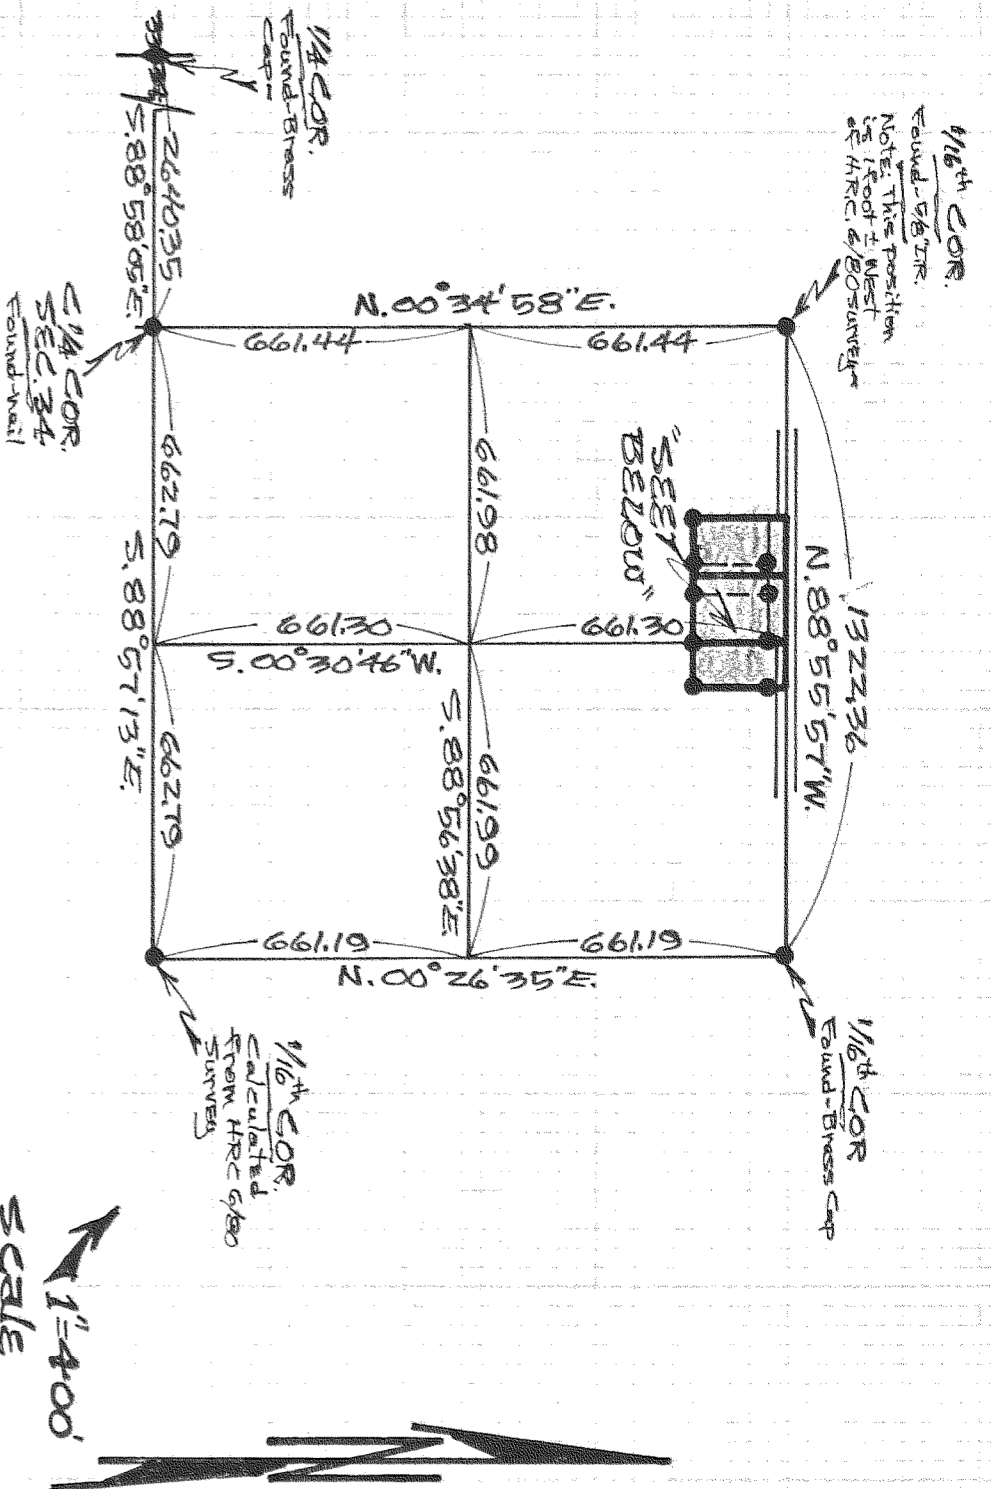 1/16th COR.
Found-5/8" I.R.
Note: This position
is 1 foot ± West
of H.R.C. 6/80 survey
1/4 COR.
Found-Brass
Cap
2640.35
S.88°58'05"E.
C 1/4 COR.
SEC. 34
Found-nail
N.00°34'58"E.
661.44
661.44
1322.36
N.88°55'57"W.
"SEE
BELOW"
661.98
661.99
S.88°56'38"E.
661.30
661.30
S.00°30'46"W.
662.79
662.79
S.88°57'13"E.
661.19
661.19
N.00°26'35"E.
1/16th COR
Found-Brass Cap
1/16th COR.
Calculated
From HRC 6/80
Survey
1"=400'
Scale
N